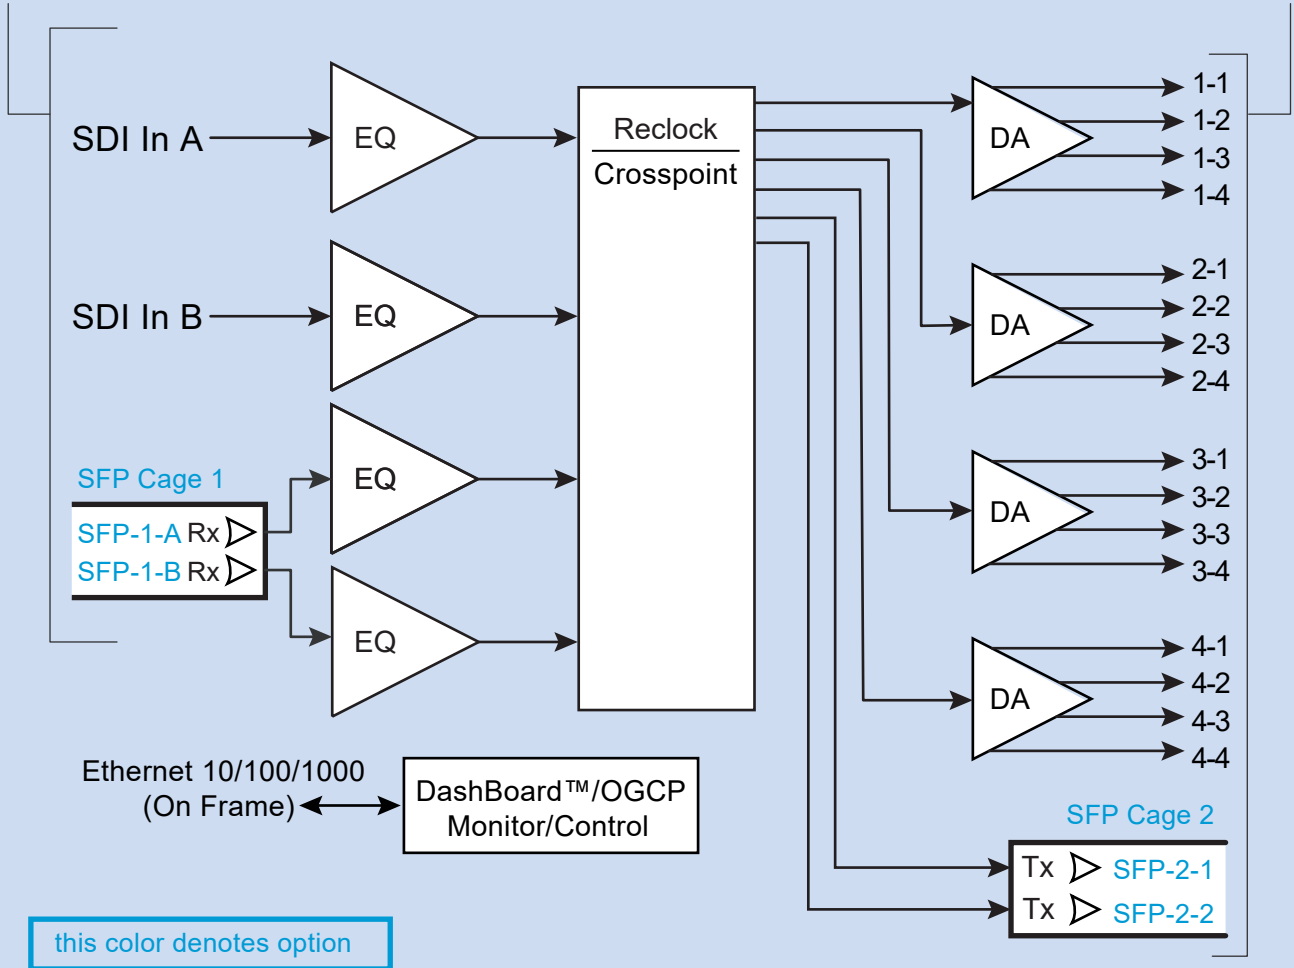 SDI In A
EQ
SDI In B
EQ
SFP Cage 1
SFP-1-A Rx
SFP-1-B Rx
EQ
EQ
Reclock
Crosspoint
DA
1-1
1-2
1-3
1-4
DA
2-1
2-2
2-3
2-4
DA
3-1
3-2
3-3
3-4
DA
4-1
4-2
4-3
4-4
Ethernet 10/100/1000
(On Frame)
DashBoard™/OGCP
Monitor/Control
SFP Cage 2
Tx SFP-2-1
Tx SFP-2-2
this color denotes option